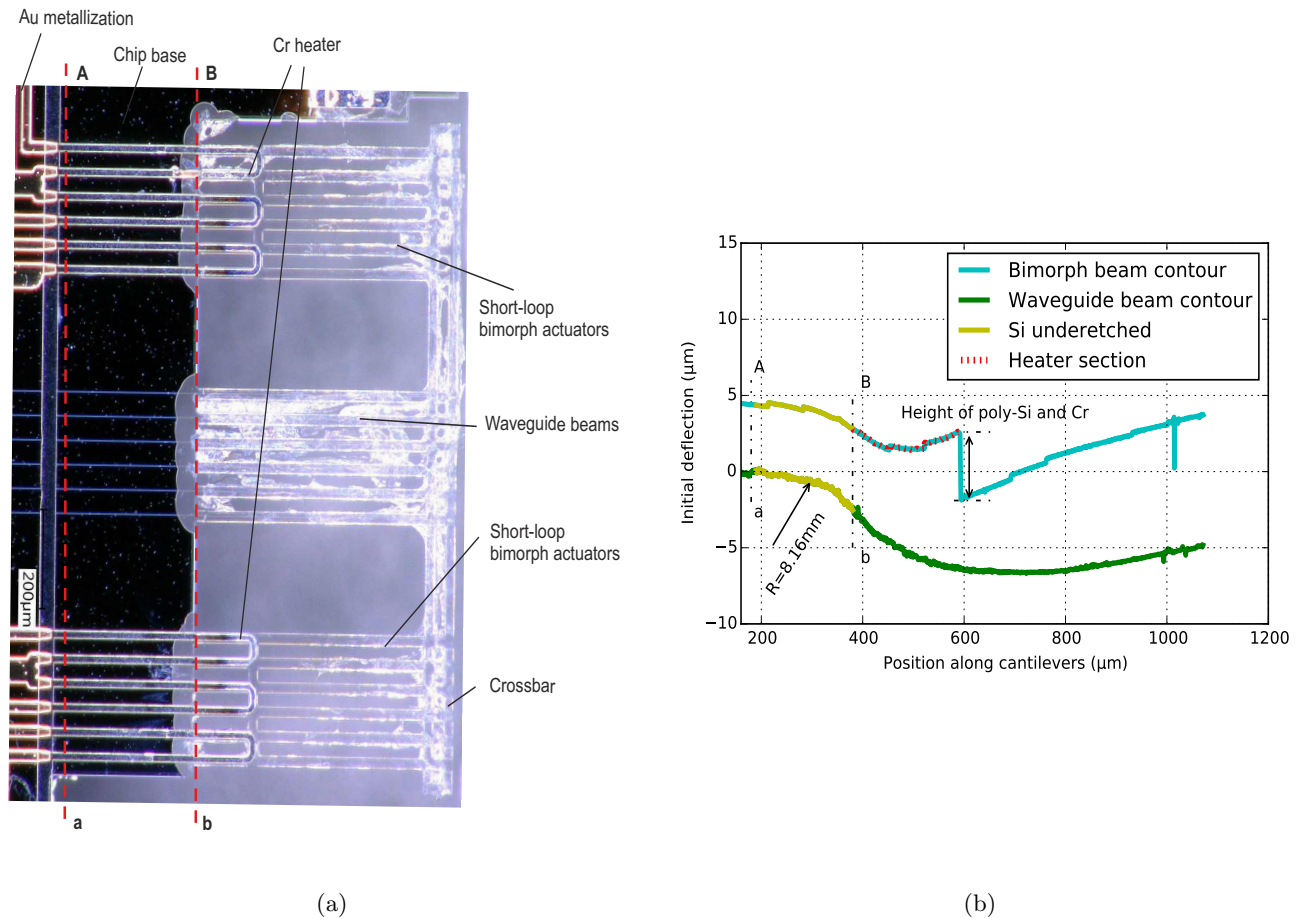 Au metallization
Chip base
Cr heater
A
B
Short-loop
bimorph actuators
Waveguide beams
Short-loop
bimorph actuators
200μm
Crossbar
a
b
(a)
Initial deflection (μm)
15
10
5
0
−5
−10
Bimorph beam contour
Waveguide beam contour
Si underetched
Heater section
A
B
Height of poly-Si and Cr
a
b
R=8.16mm
200
400
600
800
1000
1200
Position along cantilevers (μm)
(b)